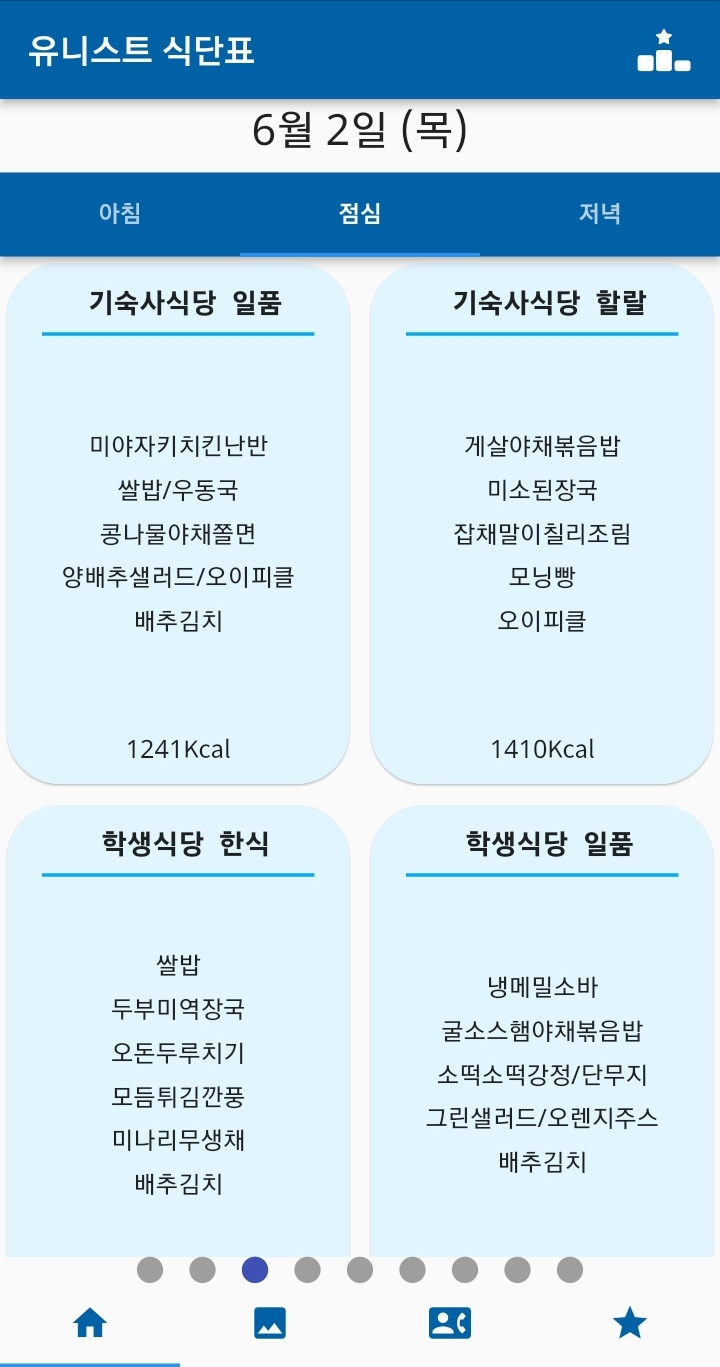 유니스트 식단표
6월 2일 (목)
아침
점심
저녁
기숙사식당 일품
미야자키치킨난반
쌀밥/우동국
콩나물야채쫄면
양배추샐러드/오이피클
배추김치
1241Kcal
기숙사식당 할랄
게살야채볶음밥
미소된장국
잡채말이칠리조림
모닝빵
오이피클
1410Kcal
학생식당 한식
쌀밥
두부미역장국
오돈두루치기
모듬튀김깐풍
미나리무생채
배추김치
학생식당 일품
냉메밀소바
굴소스햄야채볶음밥
소떡소떡강정/단무지
그린샐러드/오렌지주스
배추김치